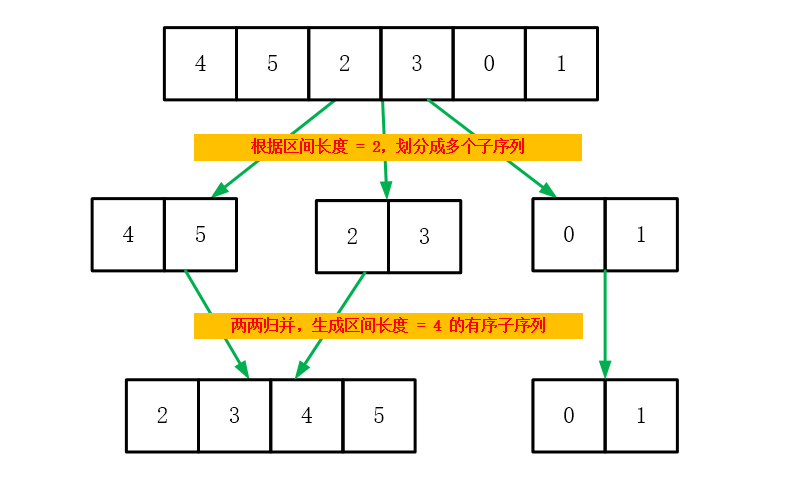 4 5 2 3 0 1
根据区间长度 = 2，划分成多个子序列
4 5 2 3 0 1
两两归并，生成区间长度 = 4 的有序子序列
2 3 4 5 0 1